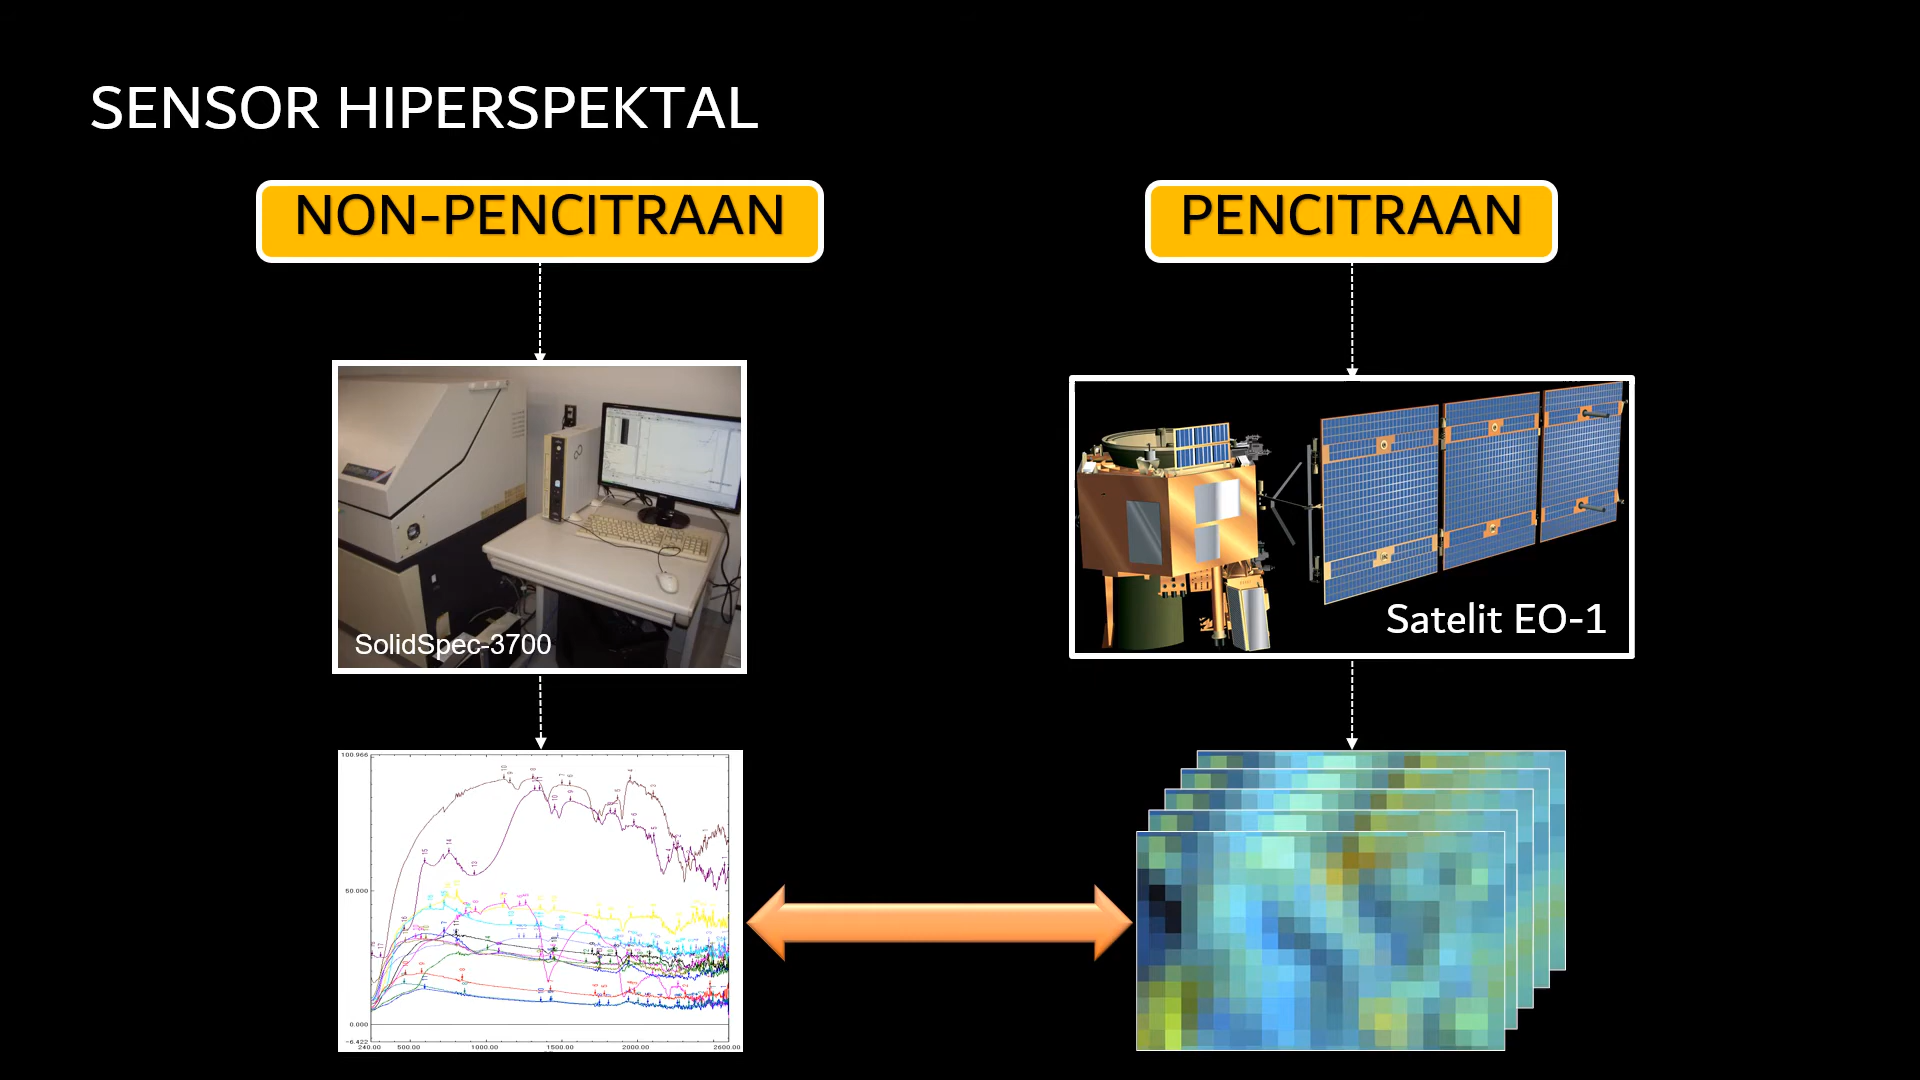 SENSOR HIPERSPEKTAL
NON-PENCITRAAN
PENCITRAAN
SolidSpec-3700
Satelit EO-1
100.966
50.000
0.000
-6.422
240.00 500.00 1000.00 1500.00 2000.00 2600.00